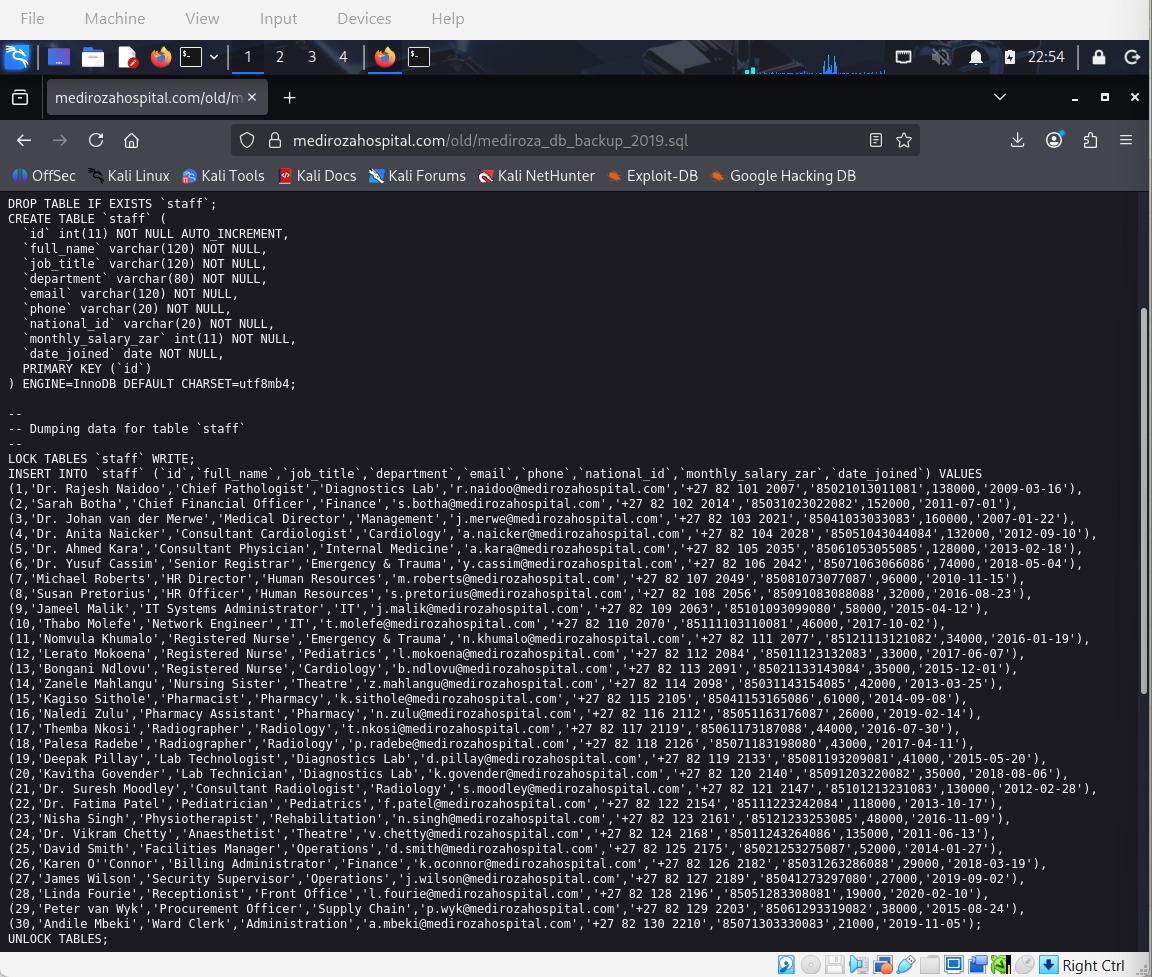 File Machine View Input Devices Help
1 2 3 4 22:54
medirozahospital.com/old/m
medirozahospital.com/old/mediroza_db_backup_2019.sql
OffSec Kali Linux Kali Tools Kali Docs Kali Forums Kali NetHunter Exploit-DB Google Hacking DB
DROP TABLE IF EXISTS `staff`;
CREATE TABLE `staff` (
`id` int(11) NOT NULL AUTO_INCREMENT,
`full_name` varchar(120) NOT NULL,
`job_title` varchar(120) NOT NULL,
`department` varchar(80) NOT NULL,
`email` varchar(120) NOT NULL,
`phone` varchar(20) NOT NULL,
`national_id` varchar(20) NOT NULL,
`monthly_salary_zar` int(11) NOT NULL,
`date_joined` date NOT NULL,
PRIMARY KEY (`id`)
) ENGINE=InnoDB DEFAULT CHARSET=utf8mb4;
--
-- Dumping data for table `staff`
--
LOCK TABLES `staff` WRITE;
INSERT INTO `staff` (`id`,`full_name`,`job_title`,`department`,`email`,`phone`,`national_id`,`monthly_salary_zar`,`date_joined`) VALUES
(1,'Dr. Rajesh Naidoo','Chief Pathologist','Diagnostics Lab','r.naidoo@medirozahospital.com','+27 82 101 2007','85021013011081',138000,'2009-03-16'),
(2,'Sarah Botha','Chief Financial Officer','Finance','s.botha@medirozahospital.com','+27 82 102 2014','85031023022082',152000,'2011-07-01'),
(3,'Dr. Johan van der Merwe','Medical Director','Management','j.merwe@medirozahospital.com','+27 82 103 2021','85041033033083',160000,'2007-01-22'),
(4,'Dr. Anita Naicker','Consultant Cardiologist','Cardiology','a.naicker@medirozahospital.com','+27 82 104 2028','85051043044084',132000,'2012-09-10'),
(5,'Dr. Ahmed Kara','Consultant Physician','Internal Medicine','a.kara@medirozahospital.com','+27 82 105 2035','85061053055085',128000,'2013-02-18'),
(6,'Dr. Yusuf Cassim','Senior Registrar','Emergency & Trauma','y.cassim@medirozahospital.com','+27 82 106 2042','85071063066086',74000,'2018-05-04'),
(7,'Michael Roberts','HR Director','Human Resources','m.roberts@medirozahospital.com','+27 82 107 2049','85081073077087',96000,'2010-11-15'),
(8,'Susan Pretorius','HR Officer','Human Resources','s.pretorius@medirozahospital.com','+27 82 108 2056','85091083088088',32000,'2016-08-23'),
(9,'Jameel Malik','IT Systems Administrator','IT','j.malik@medirozahospital.com','+27 82 109 2063','85101093099080',58000,'2015-04-12'),
(10,'Thabo Molefe','Network Engineer','IT','t.molefe@medirozahospital.com','+27 82 110 2070','85111103110081',46000,'2017-10-02'),
(11,'Nomvula Khumalo','Registered Nurse','Emergency & Trauma','n.khumalo@medirozahospital.com','+27 82 111 2077','85121113121082',34000,'2016-01-19'),
(12,'Lerato Mokoena','Registered Nurse','Pediatrics','l.mokoena@medirozahospital.com','+27 82 112 2084','85011123132083',33000,'2017-06-07'),
(13,'Bongani Ndlovu','Registered Nurse','Cardiology','b.ndlovu@medirozahospital.com','+27 82 113 2091','85021133143084',35000,'2015-12-01'),
(14,'Zanele Mahlangu','Nursing Sister','Theatre','z.mahlangu@medirozahospital.com','+27 82 114 2098','85031143154085',42000,'2013-03-25'),
(15,'Kagiso Sithole','Pharmacist','Pharmacy','k.sithole@medirozahospital.com','+27 82 115 2105','85041153165086',61000,'2014-09-08'),
(16,'Naledi Zulu','Pharmacy Assistant','Pharmacy','n.zulu@medirozahospital.com','+27 82 116 2112','85051163176087',26000,'2019-02-14'),
(17,'Themba Nkosi','Radiographer','Radiology','t.nkosi@medirozahospital.com','+27 82 117 2119','85061173187088',44000,'2016-07-30'),
(18,'Palesa Radebe','Radiographer','Radiology','p.radebe@medirozahospital.com','+27 82 118 2126','85071183198080',43000,'2017-04-11'),
(19,'Deepak Pillay','Lab Technologist','Diagnostics Lab','d.pillay@medirozahospital.com','+27 82 119 2133','85081193209081',41000,'2015-05-20'),
(20,'Kavitha Govender','Lab Technician','Diagnostics Lab','k.govender@medirozahospital.com','+27 82 120 2140','85091203220082',35000,'2018-08-06'),
(21,'Dr. Suresh Moodley','Consultant Radiologist','Radiology','s.moodley@medirozahospital.com','+27 82 121 2147','85101213231083',130000,'2012-02-28'),
(22,'Dr. Fatima Patel','Pediatrician','Pediatrics','f.patel@medirozahospital.com','+27 82 122 2154','85111223242084',118000,'2013-10-17'),
(23,'Nisha Singh','Physiotherapist','Rehabilitation','n.singh@medirozahospital.com','+27 82 123 2161','85121233253085',48000,'2016-11-09'),
(24,'Dr. Vikram Chetty','Anaesthetist','Theatre','v.chetty@medirozahospital.com','+27 82 124 2168','85011243264086',135000,'2011-06-13'),
(25,'David Smith','Facilities Manager','Operations','d.smith@medirozahospital.com','+27 82 125 2175','85021253275087',52000,'2014-01-27'),
(26,'Karen O''Connor','Billing Administrator','Finance','k.oconnor@medirozahospital.com','+27 82 126 2182','85031263286088',29000,'2018-03-19'),
(27,'James Wilson','Security Supervisor','Operations','j.wilson@medirozahospital.com','+27 82 127 2189','85041273297080',27000,'2019-09-02'),
(28,'Linda Fourie','Receptionist','Front Office','l.fourie@medirozahospital.com','+27 82 128 2196','85051283308081',19000,'2020-02-10'),
(29,'Peter van Wyk','Procurement Officer','Supply Chain','p.wyk@medirozahospital.com','+27 82 129 2203','85061293319082',38000,'2015-08-24'),
(30,'Andile Mbeki','Ward Clerk','Administration','a.mbeki@medirozahospital.com','+27 82 130 2210','85071303330083',21000,'2019-11-05');
UNLOCK TABLES;
Right Ctrl